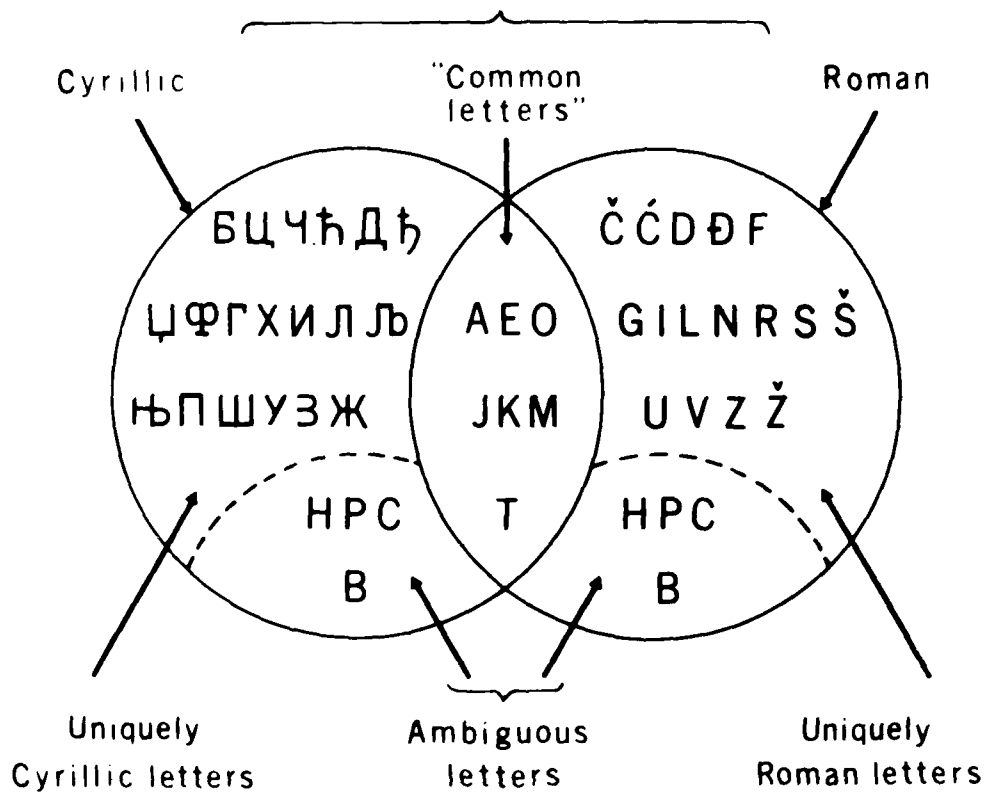 Cyrillic
"Common
letters"
Roman
БЦЧЋДЂ
ЏФГХИЛЉ
ЊПШУЗЖ
НРС
В
AEO
JKM
T
ČĆDĐF
GILNRSŠ
UVZŽ
HPC
B
Uniquely
Cyrillic letters
Ambiguous
letters
Uniquely
Roman letters